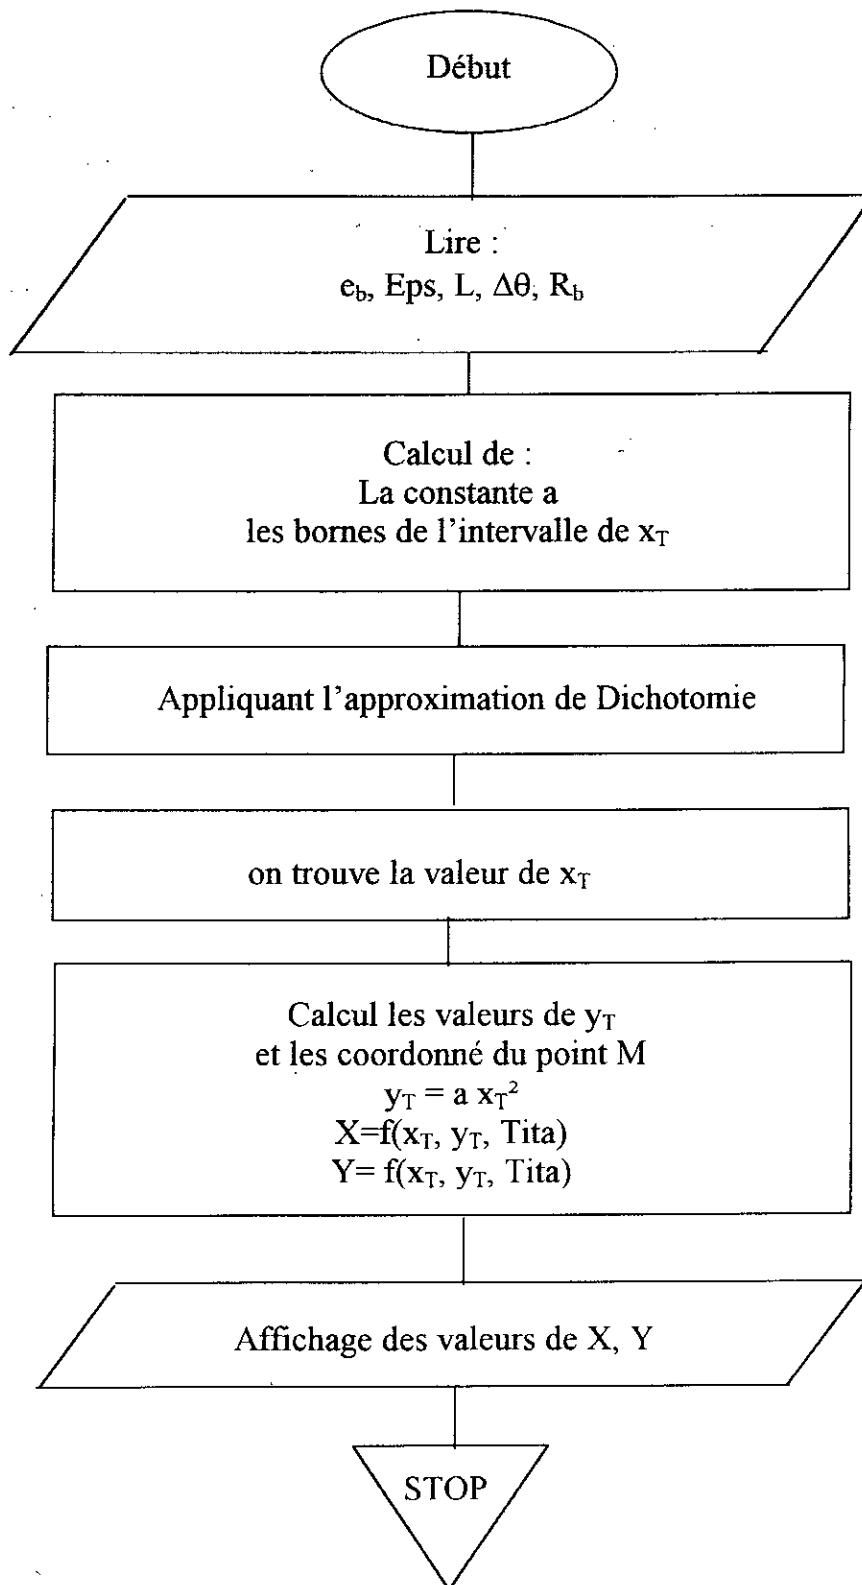 Début
Lire :
e_b, Eps, L, Δθ, R_b
Calcul de :
La constante a
les bornes de l'intervalle de x_T
Appliquant l'approximation de Dichotomie
on trouve la valeur de x_T
Calcul les valeurs de y_T
et les coordonné du point M
y_T = a x_T²
X=f(x_T, y_T, Tita)
Y= f(x_T, y_T, Tita)
Affichage des valeurs de X, Y
STOP